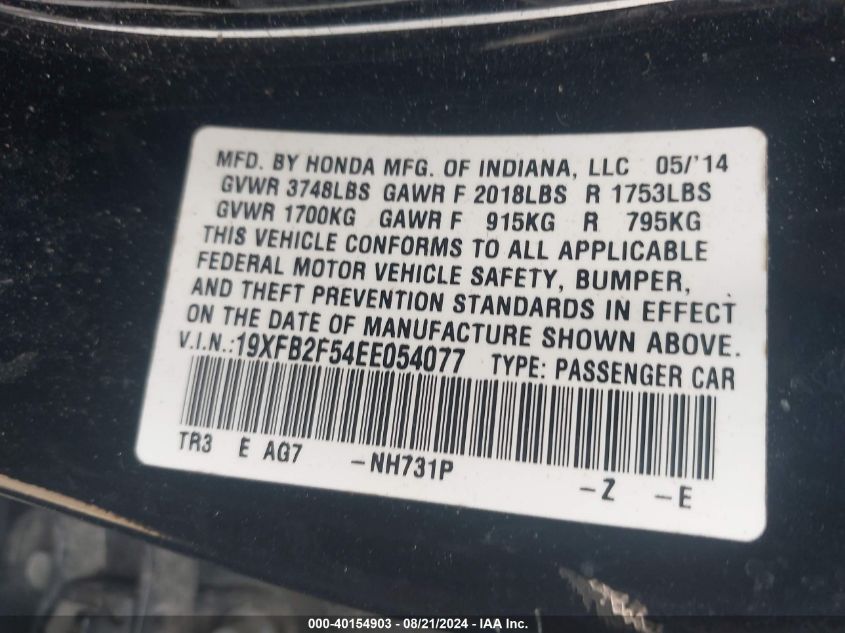 MFD. BY HONDA MFG. OF INDIANA, LLC 05/'14
GVWR 3748LBS GAWR F 2018LBS R 1753LBS
GVWR 1700KG GAWR F 915KG R 795KG
THIS VEHICLE CONFORMS TO ALL APPLICABLE
FEDERAL MOTOR VEHICLE SAFETY, BUMPER,
AND THEFT PREVENTION STANDARDS IN EFFECT
ON THE DATE OF MANUFACTURE SHOWN ABOVE.
V.I.N.:19XFB2F54EE054077 TYPE: PASSENGER CAR
TR3 E AG7 -NH731P -Z -E
000-40154903 - 08/21/2024 - IAA Inc.